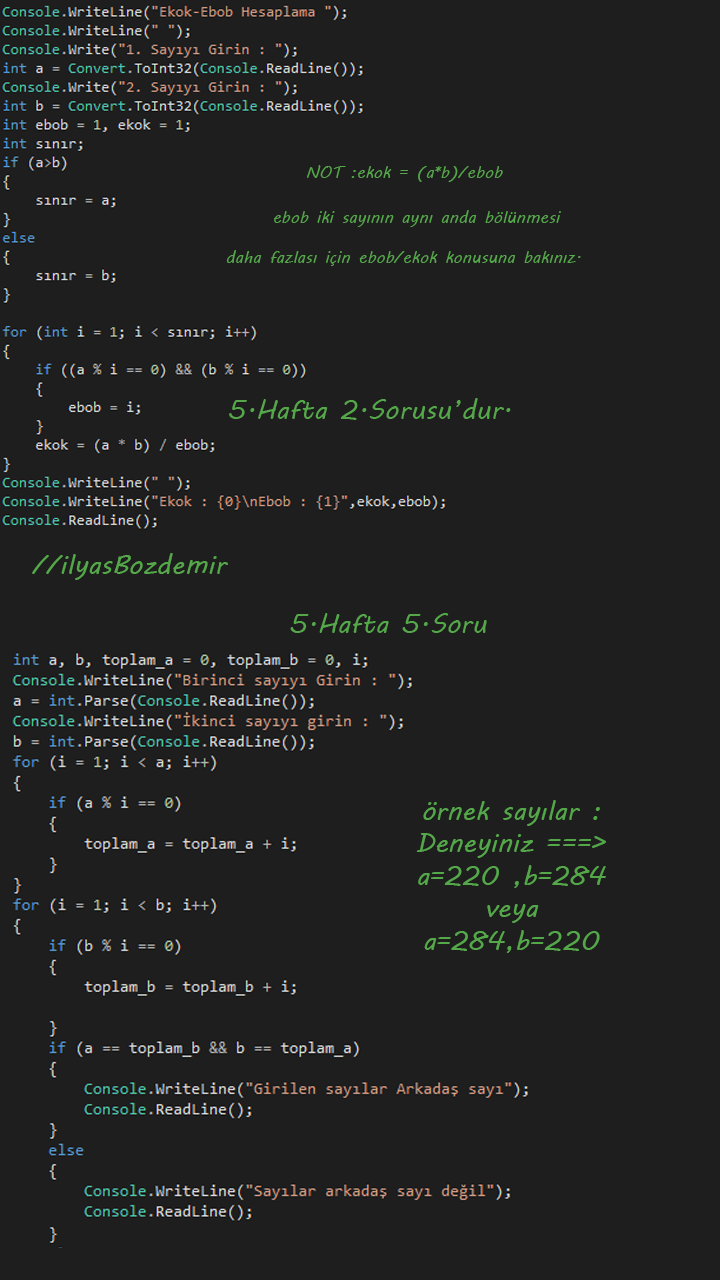 Console.WriteLine("Ekok-Ebob Hesaplama ");
Console.WriteLine(" ");
Console.Write("1. Sayıyı Girin : ");
int a = Convert.ToInt32(Console.ReadLine());
Console.Write("2. Sayıyı Girin : ");
int b = Convert.ToInt32(Console.ReadLine());
int ebob = 1, ekok = 1;
int sınır;
if (a>b)
NOT :ekok = (a*b)/ebob
{
sınır = a;
}
ebob iki sayının aynı anda bölünmesi
else
{
daha fazlası için ebob/ekok konusuna bakınız.
sınır = b;
}
for (int i = 1; i < sınır; i++)
{
if ((a % i == 0) && (b % i == 0))
{
ebob = i;
5.Hafta 2.Sorusu'dur.
}
ekok = (a * b) / ebob;
}
Console.WriteLine(" ");
Console.WriteLine("Ekok : {0}\nEbob : {1}",ekok,ebob);
Console.ReadLine();
//ilyasBozdemir
5.Hafta 5.Soru
int a, b, toplam_a = 0, toplam_b = 0, i;
Console.WriteLine("Birinci sayıyı Girin : ");
a = int.Parse(Console.ReadLine());
Console.WriteLine("İkinci sayıyı girin : ");
b = int.Parse(Console.ReadLine());
for (i = 1; i < a; i++)
{
if (a % i == 0)
{
toplam_a = toplam_a + i;
}
}
örnek sayılar :
Deneyiniz ===>
a=220 ,b=284
veya
a=284,b=220
for (i = 1; i < b; i++)
{
if (b % i == 0)
{
toplam_b = toplam_b + i;
}
if (a == toplam_b && b == toplam_a)
{
Console.WriteLine("Girilen sayılar Arkadaş sayı");
Console.ReadLine();
}
else
{
Console.WriteLine("Sayılar arkadaş sayı değil");
Console.ReadLine();
}